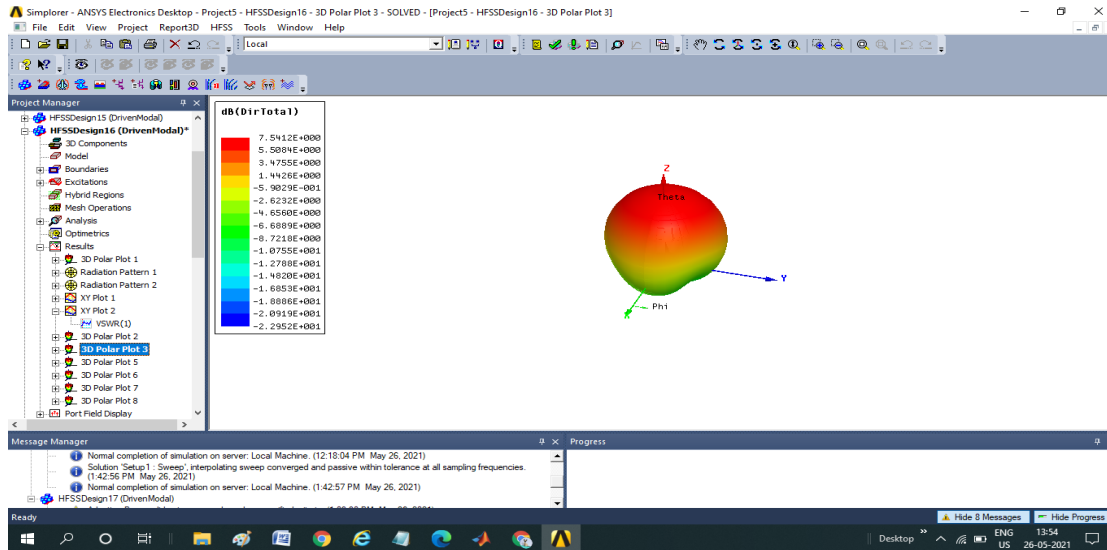 Simplorer - ANSYS Electronics Desktop - Project5 - HFSSDesign16 - 3D Polar Plot 3 - SOLVED - [Project5 - HFSSDesign16 - 3D Polar Plot 3]
File Edit View Project Report3D HFSS Tools Window Help
Local
Project Manager
HFSSDesign15 (DrivenModal)
HFSSDesign16 (DrivenModal)*
3D Components
Model
Boundaries
Excitations
Hybrid Regions
Mesh Operations
Analysis
Optimetrics
Results
3D Polar Plot 1
Radiation Pattern 1
Radiation Pattern 2
XY Plot 1
XY Plot 2
VSWR(1)
3D Polar Plot 2
3D Polar Plot 3
3D Polar Plot 5
3D Polar Plot 6
3D Polar Plot 7
3D Polar Plot 8
Port Field Display
dB(DirTotal)
7.5412E+000
5.5084E+000
3.4755E+000
1.4426E+000
-5.9029E-001
-2.6232E+000
-4.6560E+000
-6.6889E+000
-8.7218E+000
-1.0755E+001
-1.2788E+001
-1.4820E+001
-1.6853E+001
-1.8886E+001
-2.0919E+001
-2.2952E+001
Z
Theta
Y
Phi
Message Manager
Normal completion of simulation on server: Local Machine. (12:18:04 PM May 26, 2021)
Solution 'Setup1 : Sweep', interpolating sweep converged and passive within tolerance at all sampling frequencies.
(1:42:56 PM May 26, 2021)
Normal completion of simulation on server: Local Machine. (1:42:57 PM May 26, 2021)
HFSSDesign17 (DrivenModal)
Progress
Ready
Hide 8 Messages
Hide Progress
Desktop
ENG
US
13:54
26-05-2021